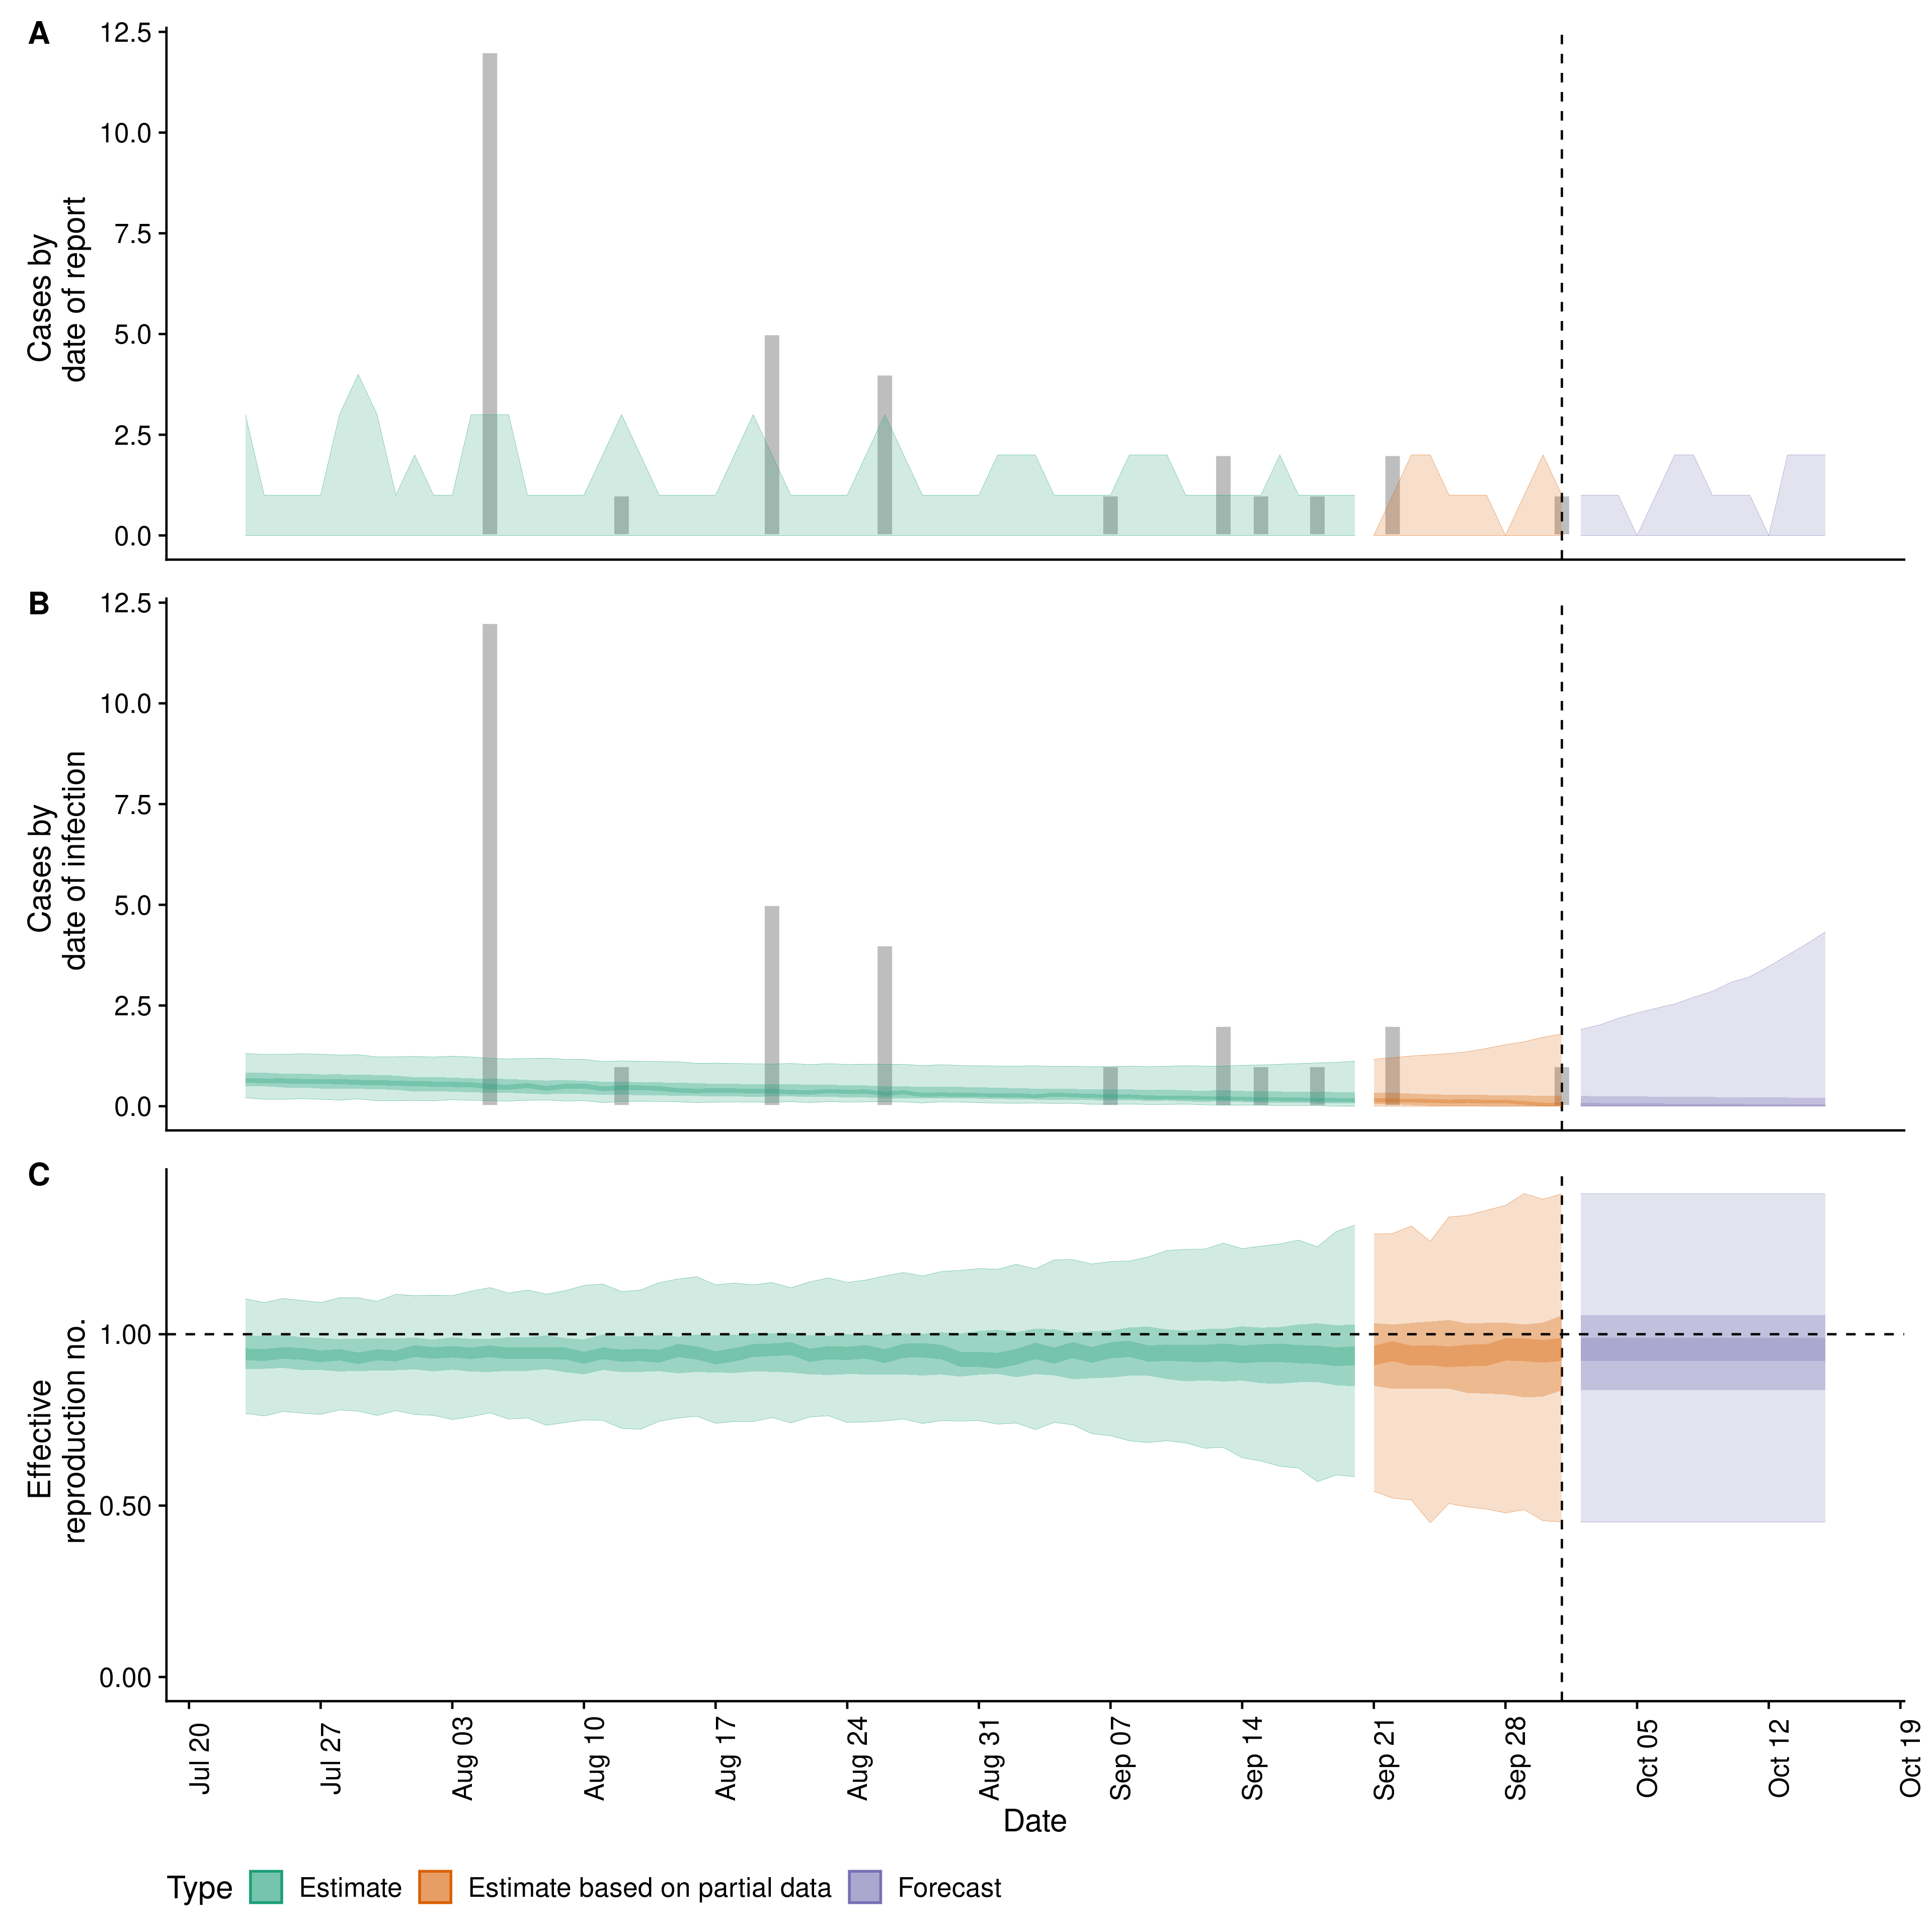 A
12.5
10.0
7.5
5.0
2.5
0.0
Cases by
date of report
B
12.5
10.0
7.5
5.0
2.5
0.0
Cases by
date of infection
C
1.00
0.50
0.00
Effective
reproduction no.
Jul 20
Jul 27
Aug 03
Aug 10
Aug 17
Aug 24
Aug 31
Sep 07
Sep 14
Sep 21
Sep 28
Oct 05
Oct 12
Oct 19
Date
Type Estimate Estimate based on partial data Forecast